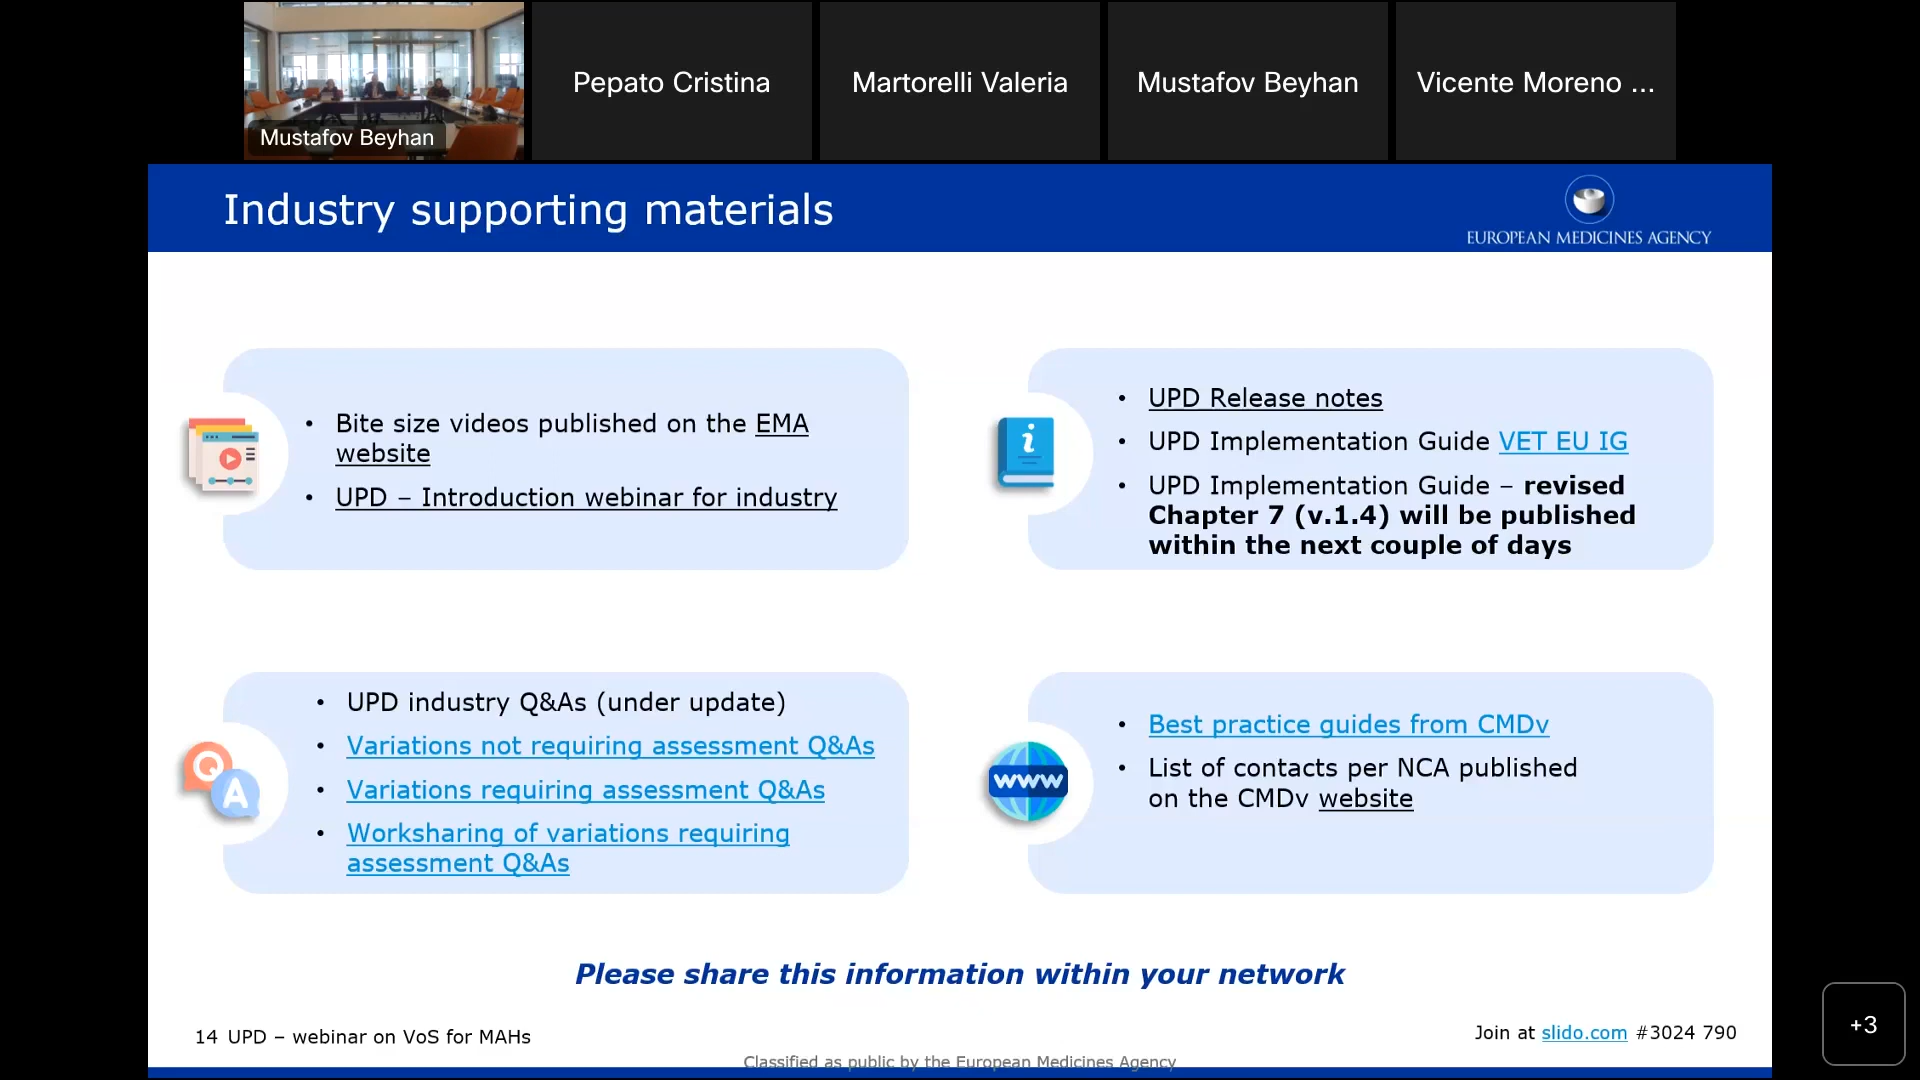 Mustafov Beyhan
Pepato Cristina
Martorelli Valeria
Mustafov Beyhan
Vicente Moreno ...
Industry supporting materials
EUROPEAN MEDICINES AGENCY
• Bite size videos published on the EMA
website
• UPD – Introduction webinar for industry
• UPD Release notes
• UPD Implementation Guide VET EU IG
• UPD Implementation Guide – revised
Chapter 7 (v.1.4) will be published
within the next couple of days
Q
A
• UPD industry Q&As (under update)
• Variations not requiring assessment Q&As
• Variations requiring assessment Q&As
• Worksharing of variations requiring
assessment Q&As
www
• Best practice guides from CMDv
• List of contacts per NCA published
on the CMDv website
Please share this information within your network
14 UPD – webinar on VoS for MAHs
Join at slido.com #3024 790
Classified as public by the European Medicines Agency
+3